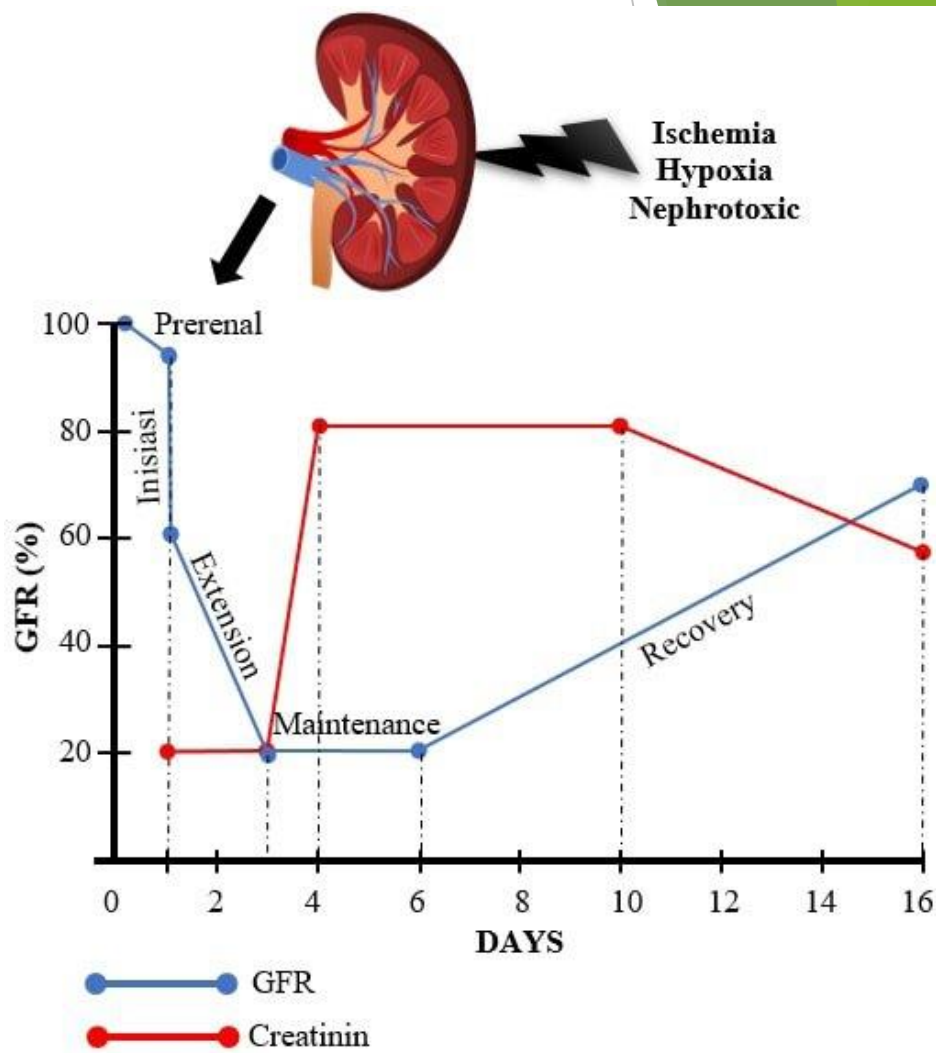 Ischemia
Hypoxia
Nephrotoxic
100
Prerenal
80
Inisiasi
60
Extension
GFR (%)
40
Recovery
Maintenance
20
0
2
4
6
8
10
12
14
16
DAYS
GFR
Creatinin